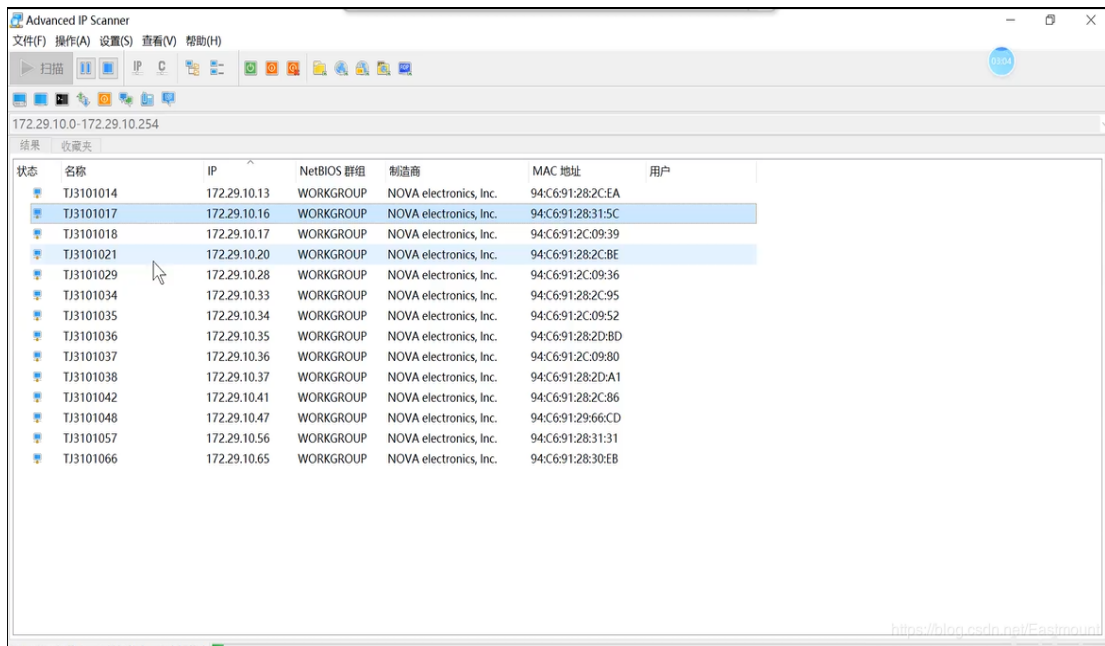 Advanced IP Scanner
文件(F) 操作(A) 设置(S) 查看(V) 帮助(H)
扫描 IP C
03:04
172.29.10.0-172.29.10.254
结果 收藏夹
状态 名称 IP NetBIOS 群组 制造商 MAC 地址 用户
TJ3101014 172.29.10.13 WORKGROUP NOVA electronics, Inc. 94:C6:91:28:2C:EA
TJ3101017 172.29.10.16 WORKGROUP NOVA electronics, Inc. 94:C6:91:28:31:5C
TJ3101018 172.29.10.17 WORKGROUP NOVA electronics, Inc. 94:C6:91:2C:09:39
TJ3101021 172.29.10.20 WORKGROUP NOVA electronics, Inc. 94:C6:91:28:2C:BE
TJ3101029 172.29.10.28 WORKGROUP NOVA electronics, Inc. 94:C6:91:2C:09:36
TJ3101034 172.29.10.33 WORKGROUP NOVA electronics, Inc. 94:C6:91:28:2C:95
TJ3101035 172.29.10.34 WORKGROUP NOVA electronics, Inc. 94:C6:91:2C:09:52
TJ3101036 172.29.10.35 WORKGROUP NOVA electronics, Inc. 94:C6:91:28:2D:BD
TJ3101037 172.29.10.36 WORKGROUP NOVA electronics, Inc. 94:C6:91:2C:09:80
TJ3101038 172.29.10.37 WORKGROUP NOVA electronics, Inc. 94:C6:91:28:2D:A1
TJ3101042 172.29.10.41 WORKGROUP NOVA electronics, Inc. 94:C6:91:28:2C:86
TJ3101048 172.29.10.47 WORKGROUP NOVA electronics, Inc. 94:C6:91:29:66:CD
TJ3101057 172.29.10.56 WORKGROUP NOVA electronics, Inc. 94:C6:91:28:31:31
TJ3101066 172.29.10.65 WORKGROUP NOVA electronics, Inc. 94:C6:91:28:30:EB
https://blog.csdn.net/Eastmount